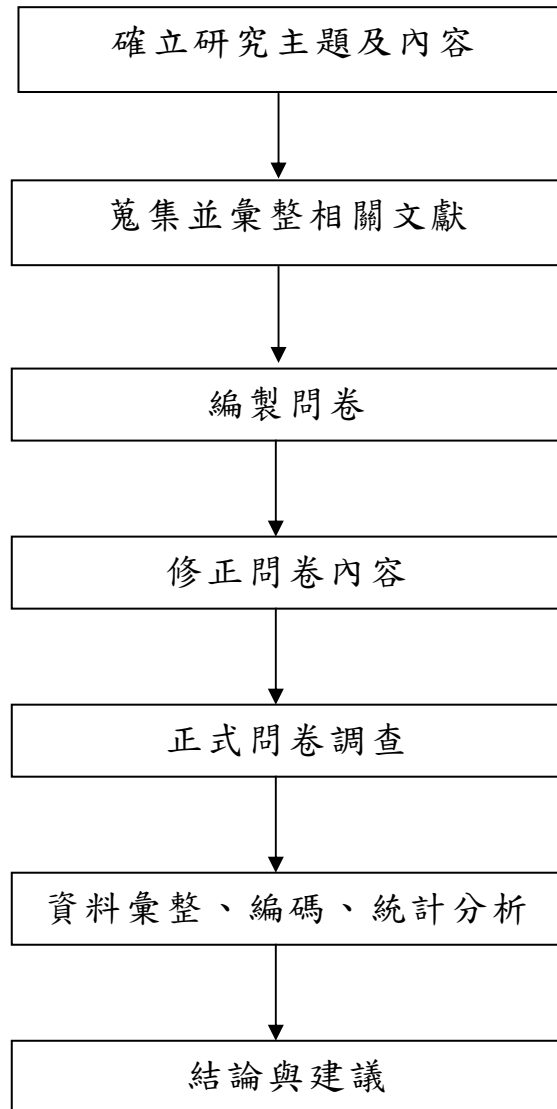 確立研究主題及內容
蒐集並彙整相關文獻
編製問卷
修正問卷內容
正式問卷調查
資料彙整、編碼、統計分析
結論與建議